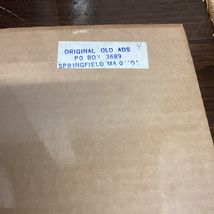 ORIGINAL OLD ADS
PO BOX 3689
SPRINGFIELD MA